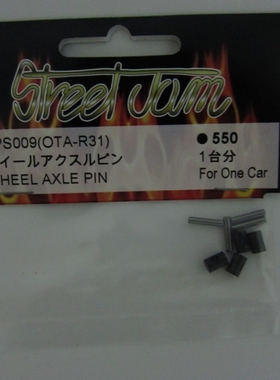 Street Jam
PS009(OTA-R31)
イールアクスルピン
HEEL AXLE PIN
●550
1台分
For One Car